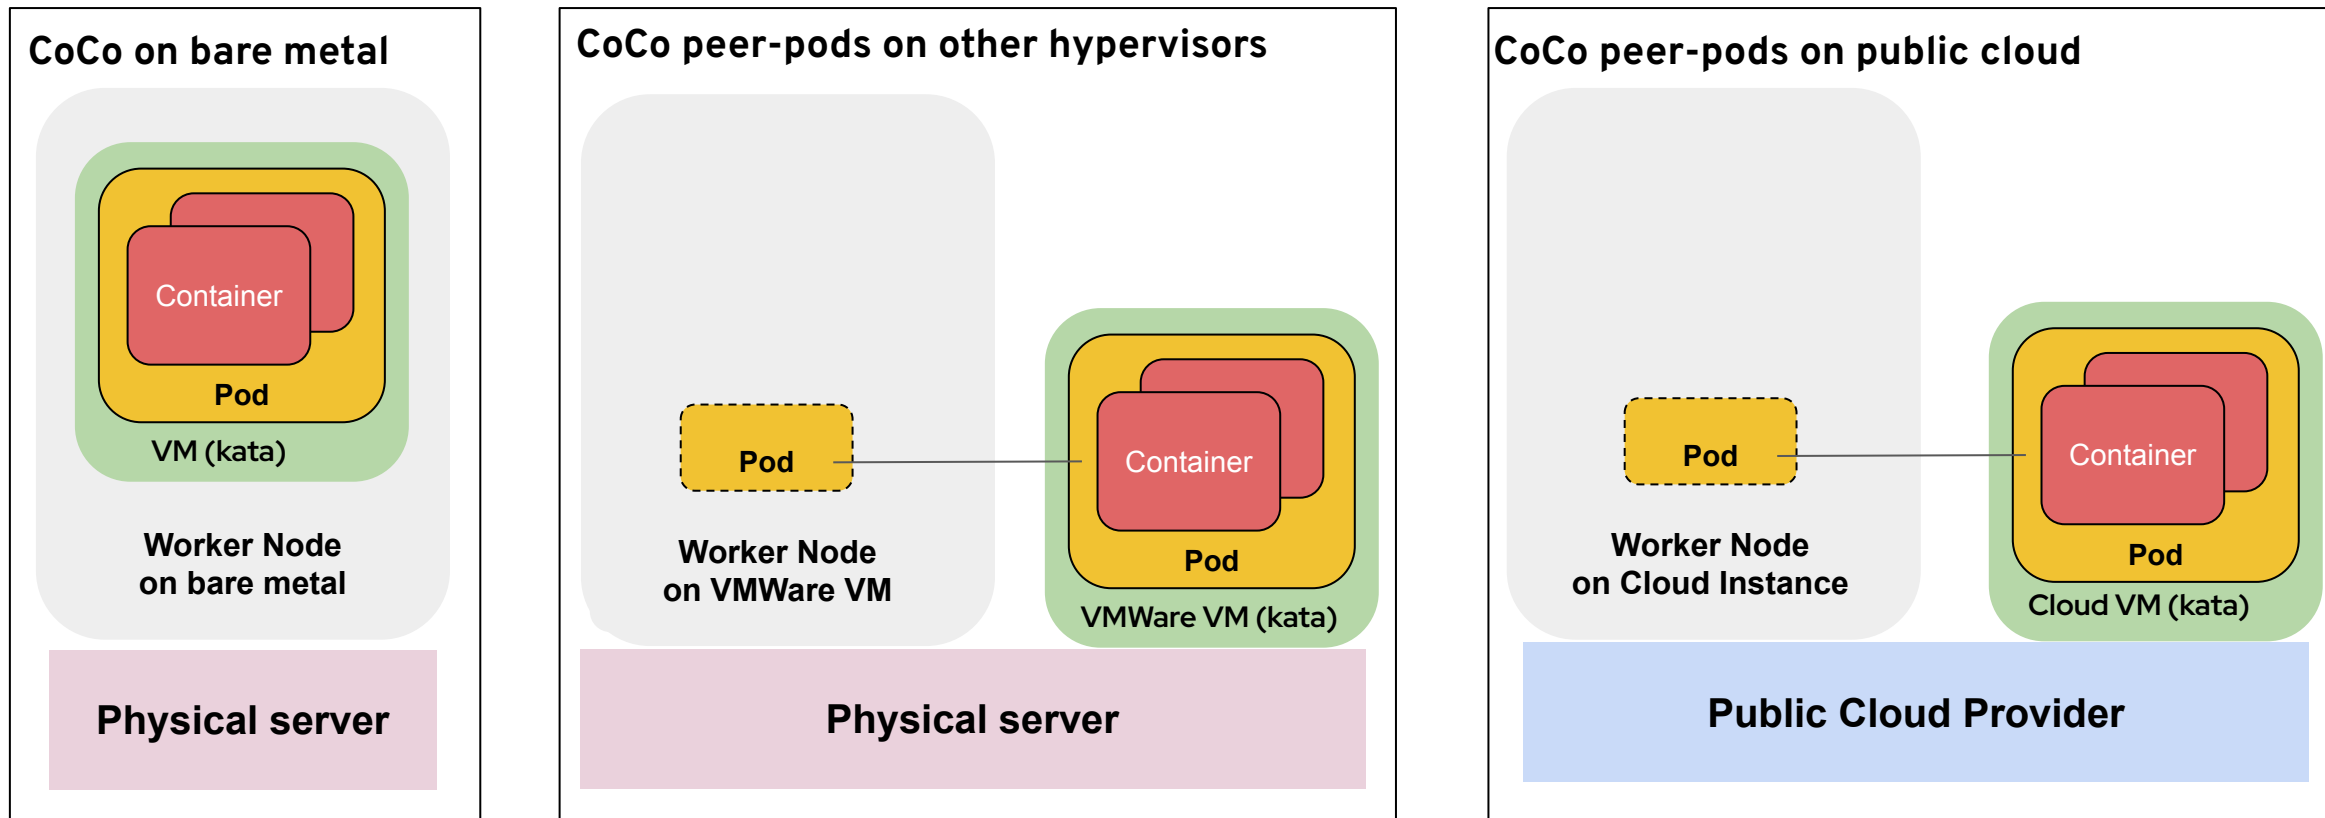 CoCo on bare metal
Container
Pod
VM (kata)
Worker Node
on bare metal
Physical server
CoCo peer-pods on other hypervisors
Pod
Worker Node
on VMWare VM
Container
Pod
VMWare VM (kata)
Physical server
CoCo peer-pods on public cloud
Pod
Worker Node
on Cloud Instance
Container
Pod
Cloud VM (kata)
Public Cloud Provider